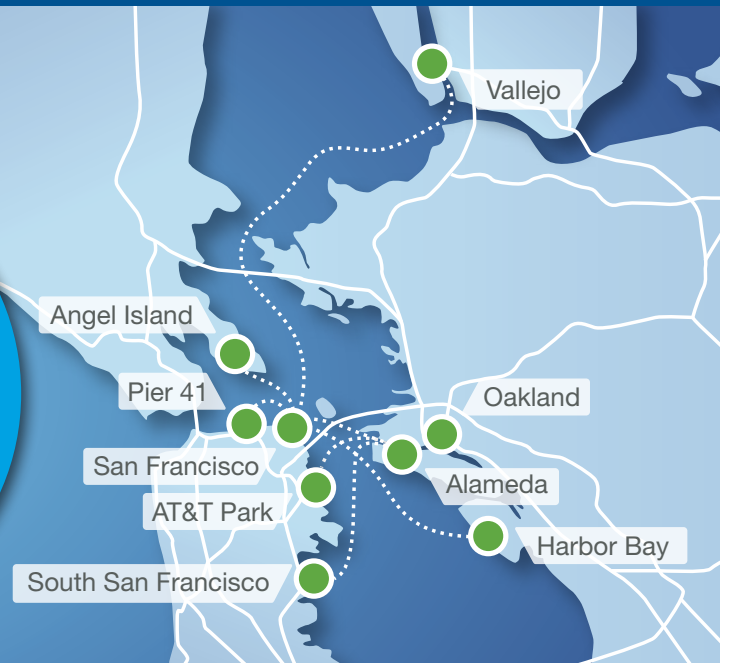 Vallejo
Angel Island
Pier 41
Oakland
San Francisco
Alameda
AT&T Park
Harbor Bay
South San Francisco